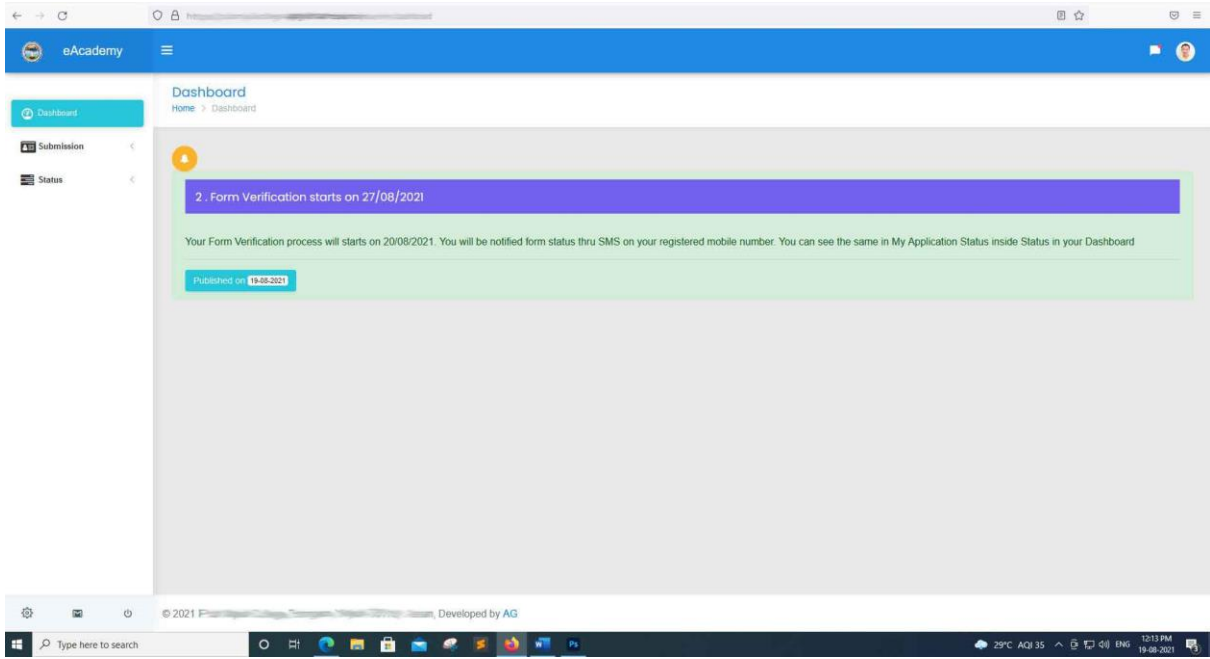 eAcademy
Dashboard
Home > Dashboard
Dashboard
Submission
Status
2 . Form Verification starts on 27/08/2021
Your Form Verification process will starts on 20/08/2021. You will be notified form status thru SMS on your registered mobile number. You can see the same in My Application Status inside Status in your Dashboard
Published on 19-08-2021
© 2021
, Developed by AG
Type here to search
W
Ps
29°C AQI 35
ENG
12:13 PM
19-08-2021